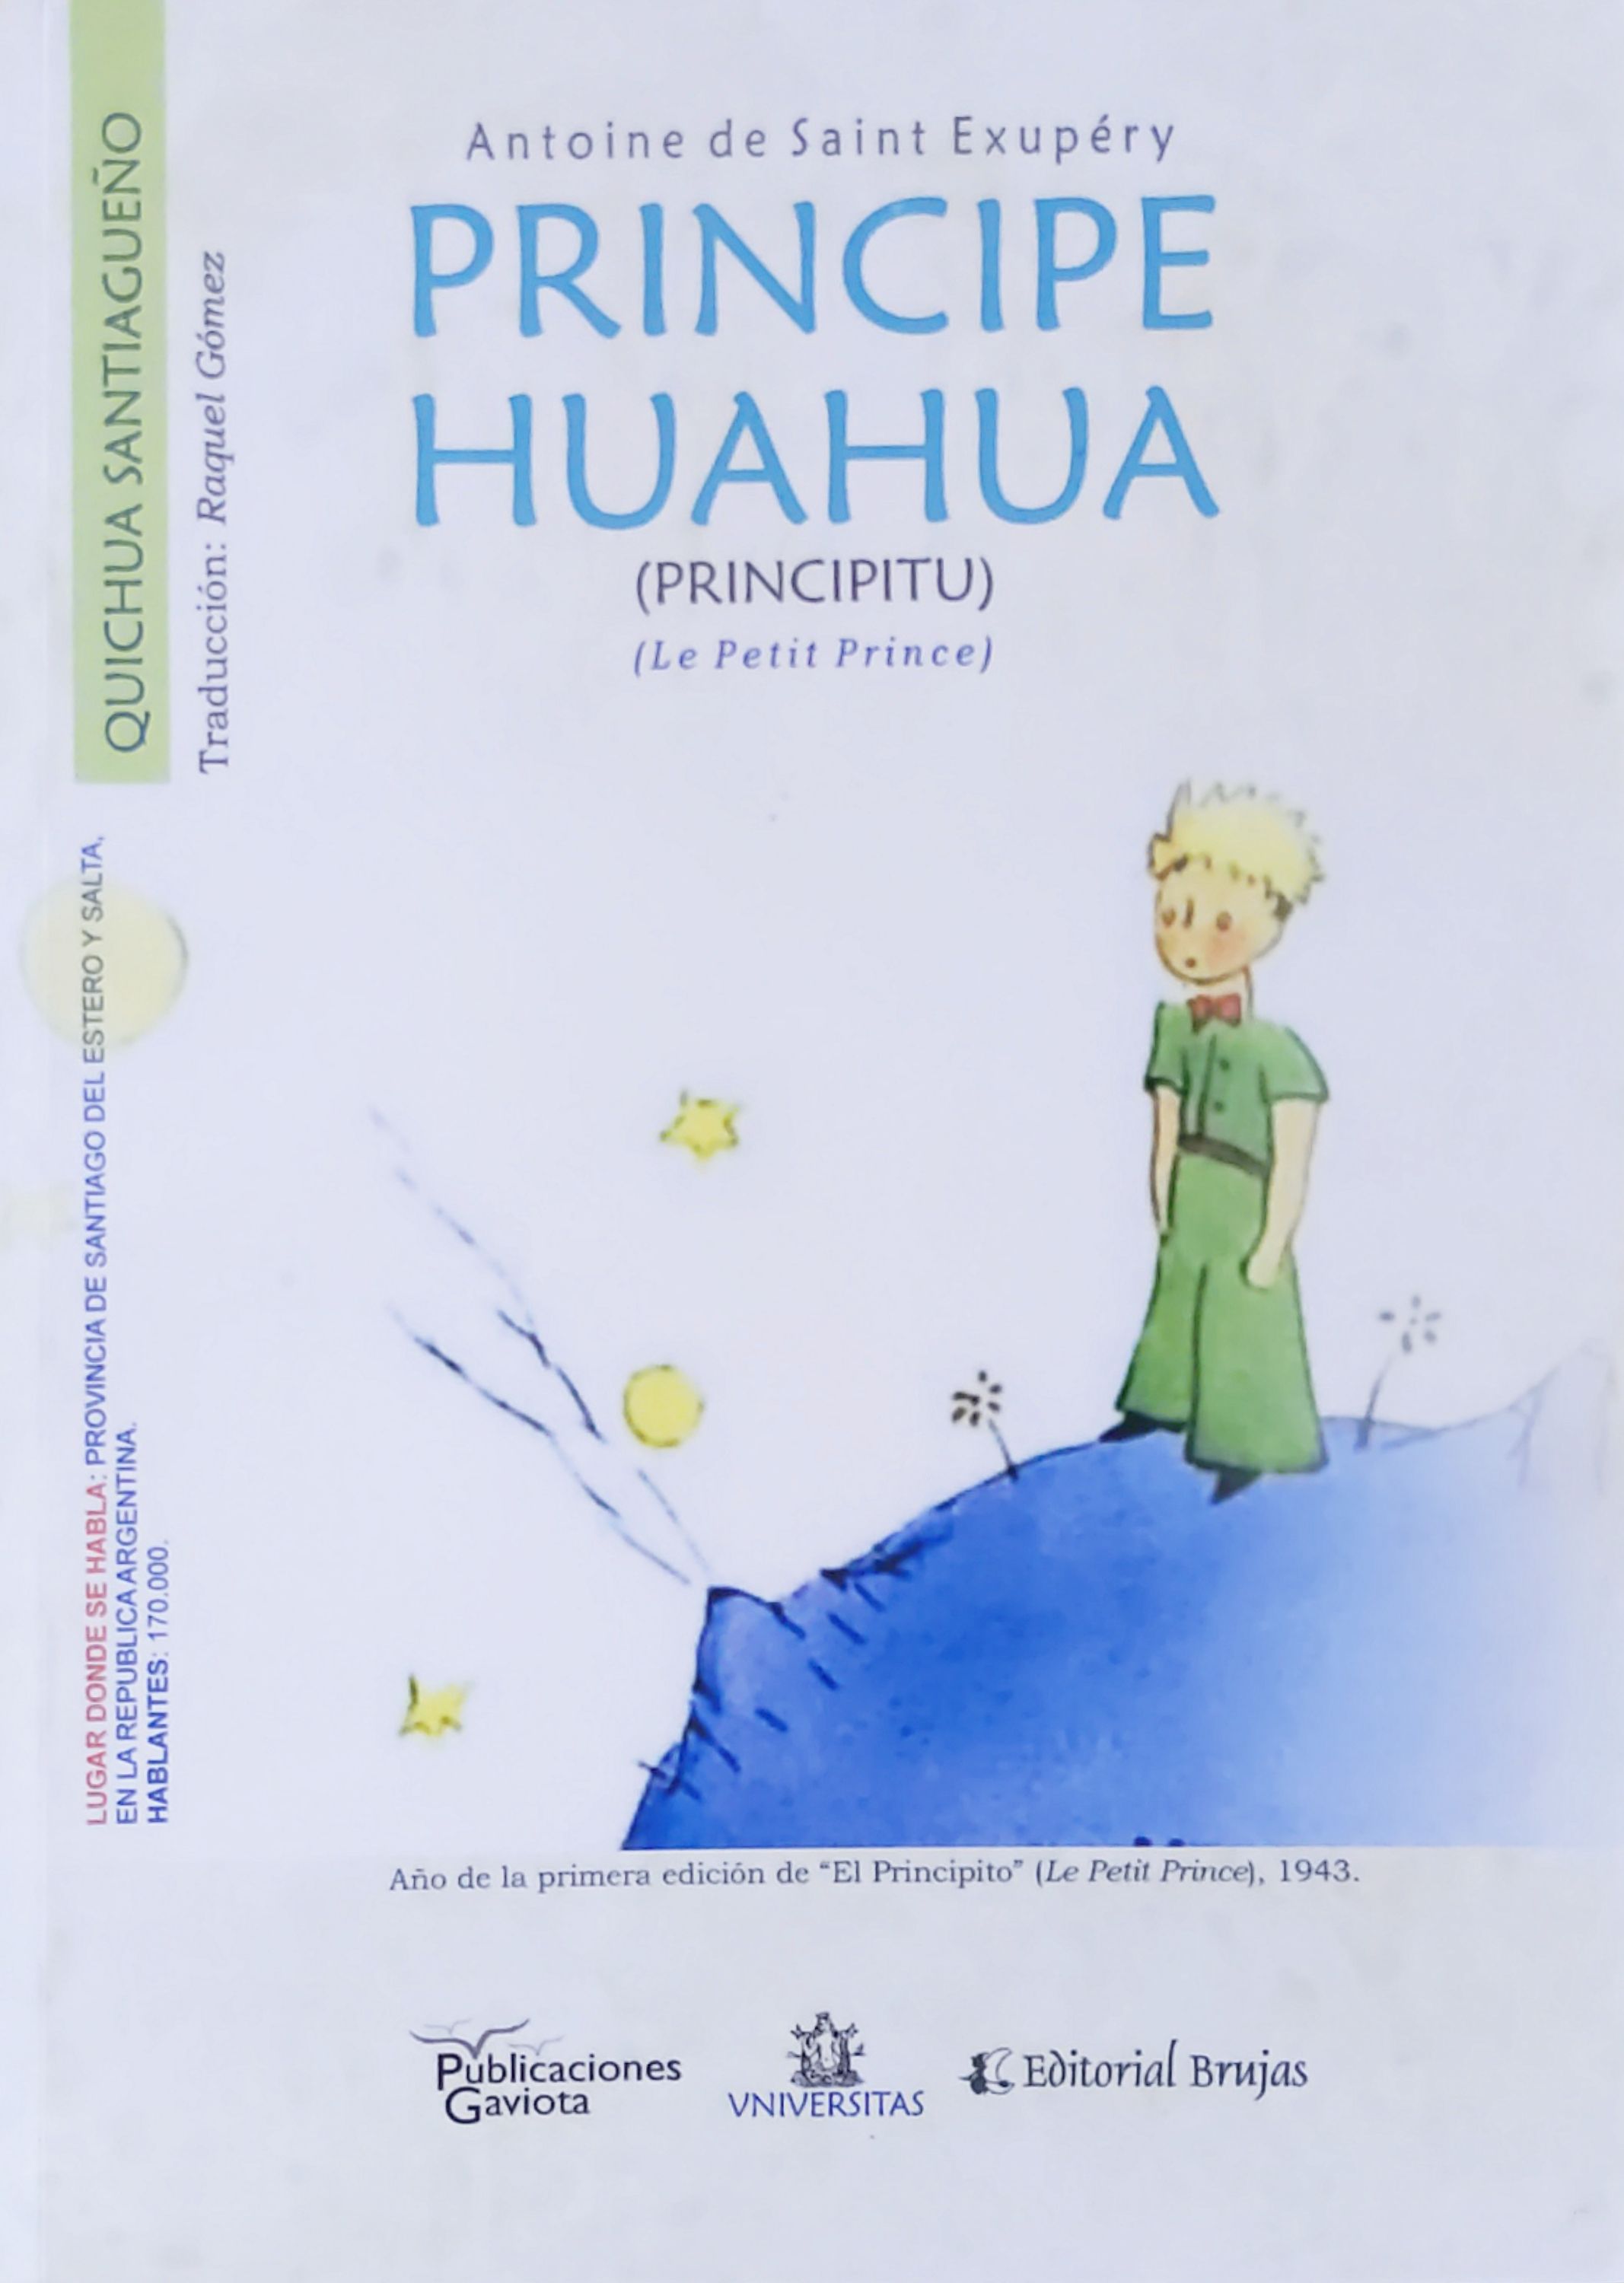 QUICHUA SANTIAGUEÑO
Traducción: Raquel Gómez
LUGAR DONDE SE HABLA: PROVINCIA DE SANTIAGO DEL ESTERO Y SALTA,
EN LA REPUBLICA ARGENTINA.
HABLANTES: 170.000.
Antoine de Saint Exupéry
PRINCIPE
HUAHUA
(PRINCIPITU)
(Le Petit Prince)
Año de la primera edición de “El Principito” (Le Petit Prince), 1943.
Publicaciones
Gaviota
VNIVERSITAS
Editorial Brujas